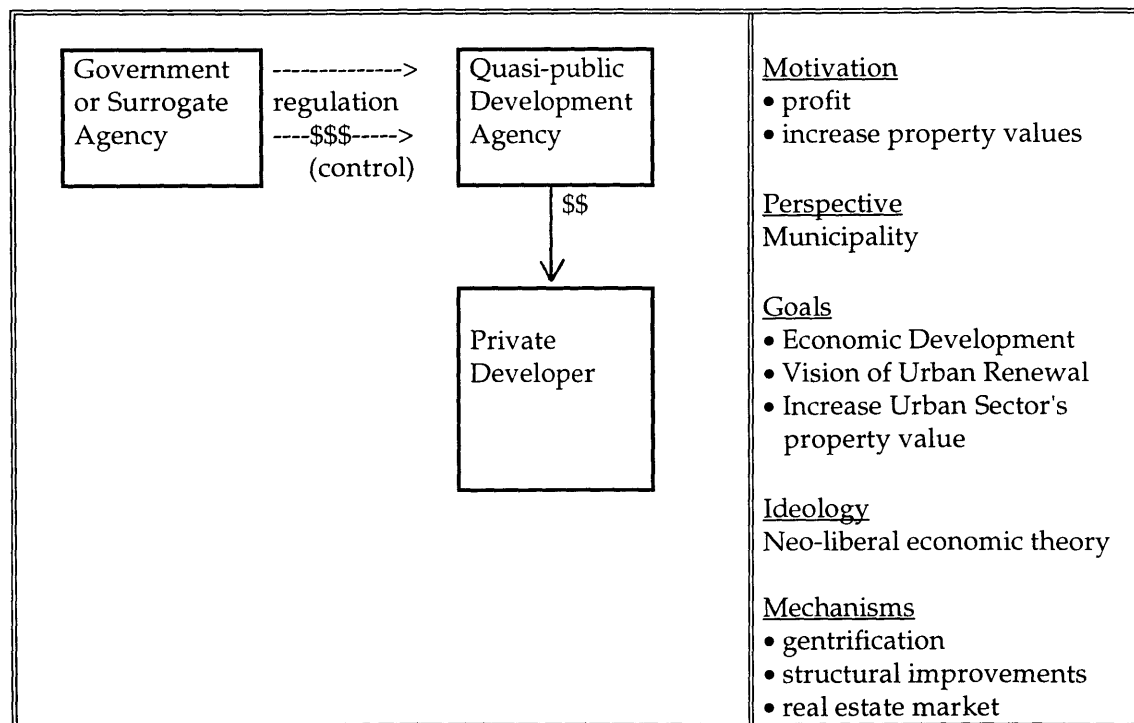 Government
or Surrogate
Agency
-------------->
regulation
----$$$----->
(control)
Quasi-public
Development
Agency
$$
Private
Developer
Motivation
• profit
• increase property values
Perspective
Municipality
Goals
• Economic Development
• Vision of Urban Renewal
• Increase Urban Sector's
property value
Ideology
Neo-liberal economic theory
Mechanisms
• gentrification
• structural improvements
• real estate market